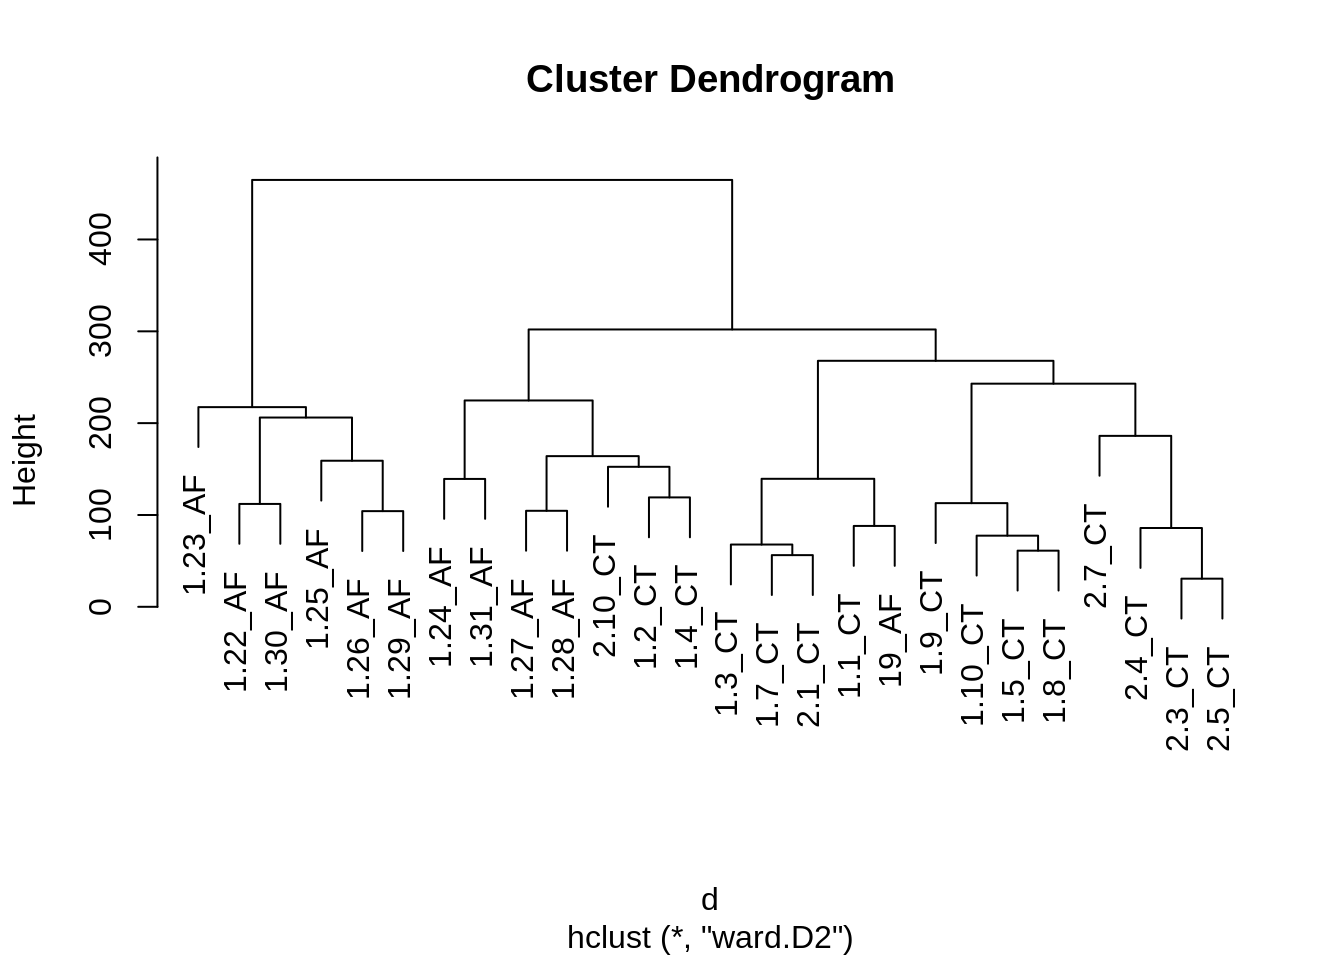 Cluster Dendrogram
Height
400
300
200
100
0
1.23_AF
1.22_AF
1.30_AF
1.25_AF
1.26_AF
1.29_AF
1.24_AF
1.31_AF
1.27_AF
1.28_AF
2.10_CT
1.2_CT
1.4_CT
1.3_CT
1.7_CT
2.1_CT
1.1_CT
19_AF
1.9_CT
1.10_CT
1.5_CT
1.8_CT
2.7_CT
2.4_CT
2.3_CT
2.5_CT
d
hclust (*, "ward.D2")